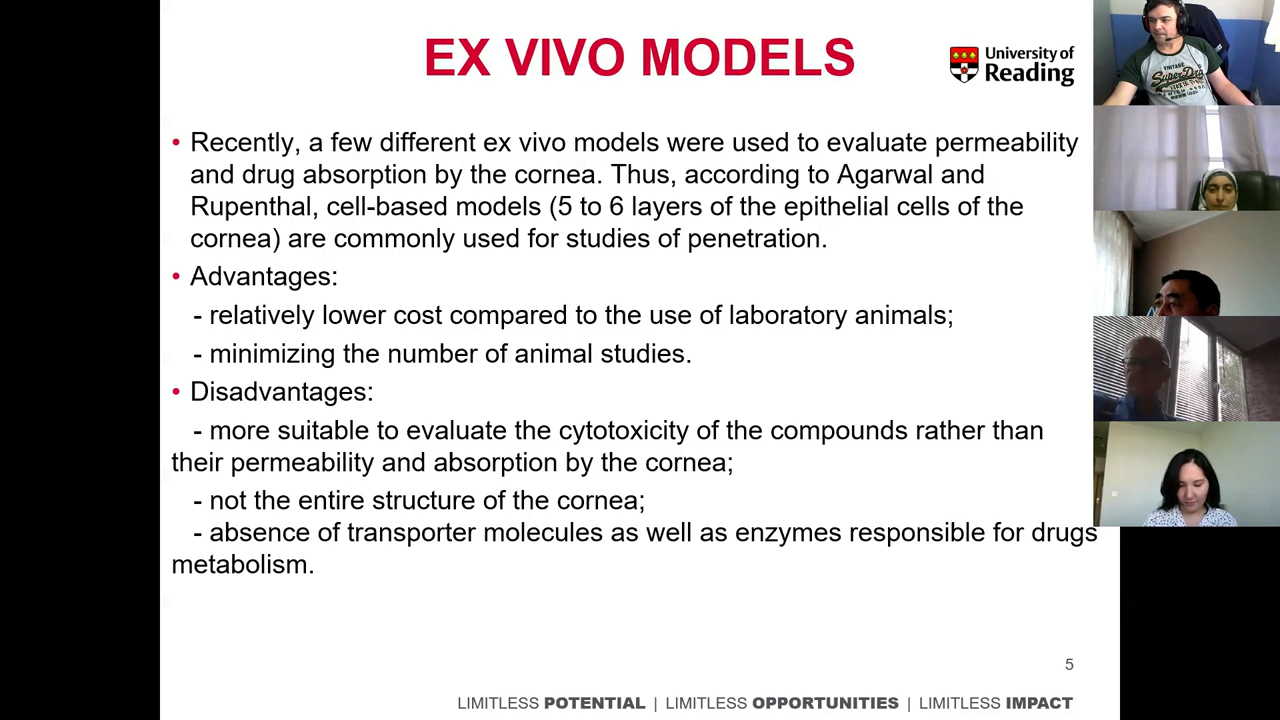 EX VIVO MODELS
University of
Reading
• Recently, a few different ex vivo models were used to evaluate permeability
and drug absorption by the cornea. Thus, according to Agarwal and
Rupenthal, cell-based models (5 to 6 layers of the epithelial cells of the
cornea) are commonly used for studies of penetration.
• Advantages:
- relatively lower cost compared to the use of laboratory animals;
- minimizing the number of animal studies.
• Disadvantages:
- more suitable to evaluate the cytotoxicity of the compounds rather than
their permeability and absorption by the cornea;
- not the entire structure of the cornea;
- absence of transporter molecules as well as enzymes responsible for drugs
metabolism.
5
LIMITLESS POTENTIAL | LIMITLESS OPPORTUNITIES | LIMITLESS IMPACT
VINTAGE